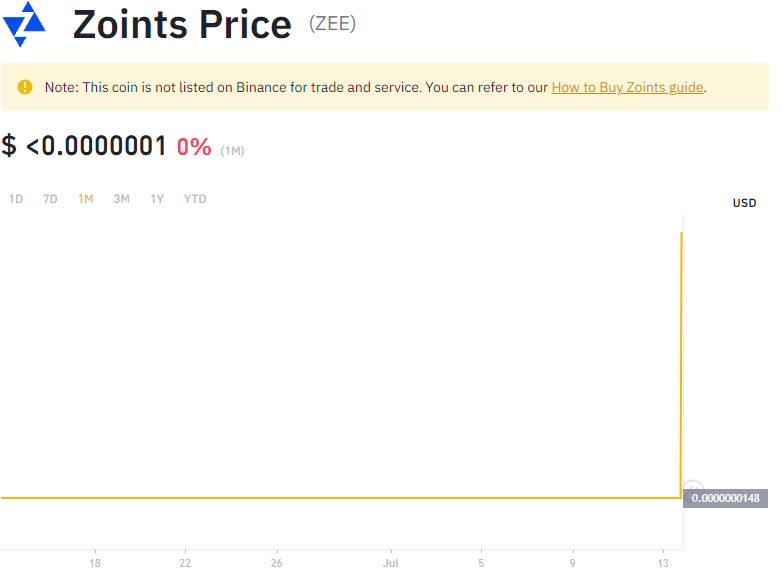 Zoints Price (ZEE)
Note: This coin is not listed on Binance for trade and service. You can refer to our How to Buy Zoints guide.
$ <0.0000001 0% (1M)
1D 7D 1M 3M 1Y YTD
USD
0.0000000148
18 22 26 Jul 5 9 13